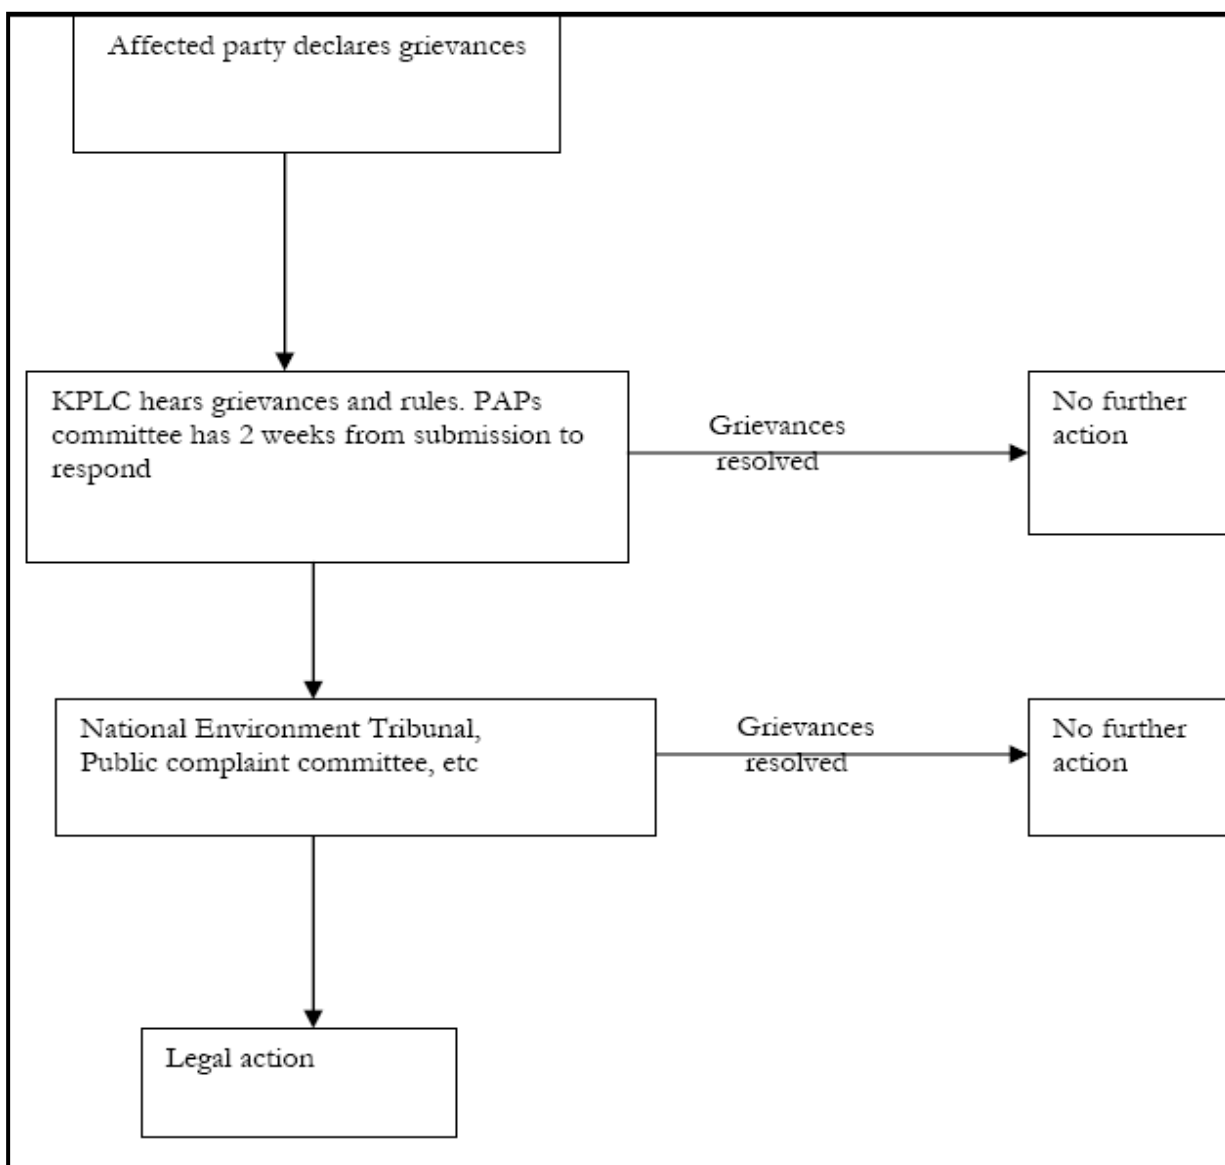 Affected party declares grievances
KPLC hears grievances and rules. PAPs
committee has 2 weeks from submission to
respond
Grievances
resolved
No further
action
National Environment Tribunal,
Public complaint committee, etc
Grievances
resolved
No further
action
Legal action